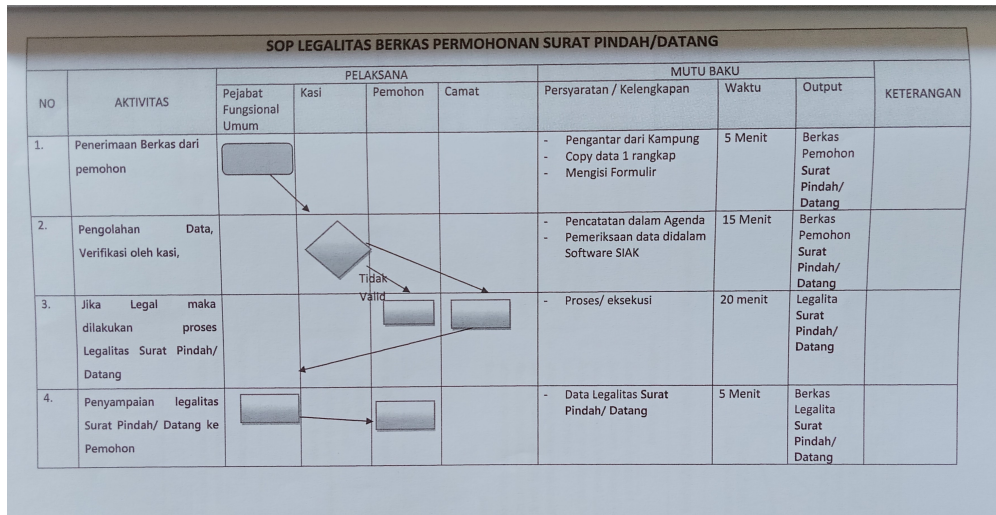 SOP LEGALITAS BERKAS PERMOHONAN SURAT PINDAH/DATANG
NO
AKTIVITAS
PELAKSANA
MUTU BAKU
KETERANGAN
Pejabat
Fungsional
Umum
Kasi
Pemohon
Camat
Persyaratan / Kelengkapan
Waktu
Output
1.
Penerimaan Berkas dari
pemohon
- Pengantar dari Kampung
- Copy data 1 rangkap
- Mengisi Formulir
5 Menit
Berkas
Pemohon
Surat
Pindah/
Datang
2.
Pengolahan Data,
Verifikasi oleh kasi,
Tidak
Valid
- Pencatatan dalam Agenda
- Pemeriksaan data didalam
Software SIAK
15 Menit
Berkas
Pemohon
Surat
Pindah/
Datang
3.
Jika Legal maka
dilakukan proses
Legalitas Surat Pindah/
Datang
- Proses/ eksekusi
20 menit
Legalita
Surat
Pindah/
Datang
4.
Penyampaian legalitas
Surat Pindah/ Datang ke
Pemohon
- Data Legalitas Surat
Pindah/ Datang
5 Menit
Berkas
Legalita
Surat
Pindah/
Datang